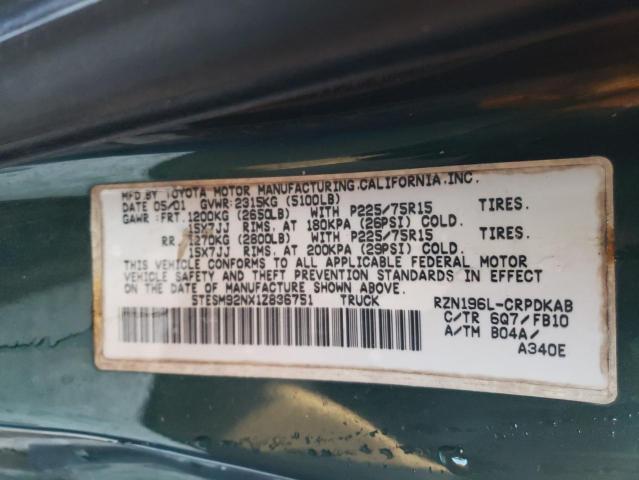 MFD BY TOYOTA MOTOR MANUFACTURING.CALIFORNIA.INC.
DATE 05/01 GVWR:2315KG (5100LB)
GAWR : FRT. 1200KG (2650LB) WITH P225/75R15 TIRES.
15X7JJ RIMS, AT 180KPA (26PSI) COLD.
RR. 1270KG (2800LB) WITH P225/75R15 TIRES.
15X7JJ RIMS, AT 200KPA (29PSI) COLD.
THIS VEHICLE CONFORMS TO ALL APPLICABLE FEDERAL MOTOR
VEHICLE SAFETY AND THEFT PREVENTION STANDARDS IN EFFECT
ON THE DATE OF MANUFACTURE SHOWN ABOVE.
5TESM92NX1Z836751 TRUCK RZN196L-CRPDKAB
C/TR 6Q7/FB10
A/TM B04A/
A340E